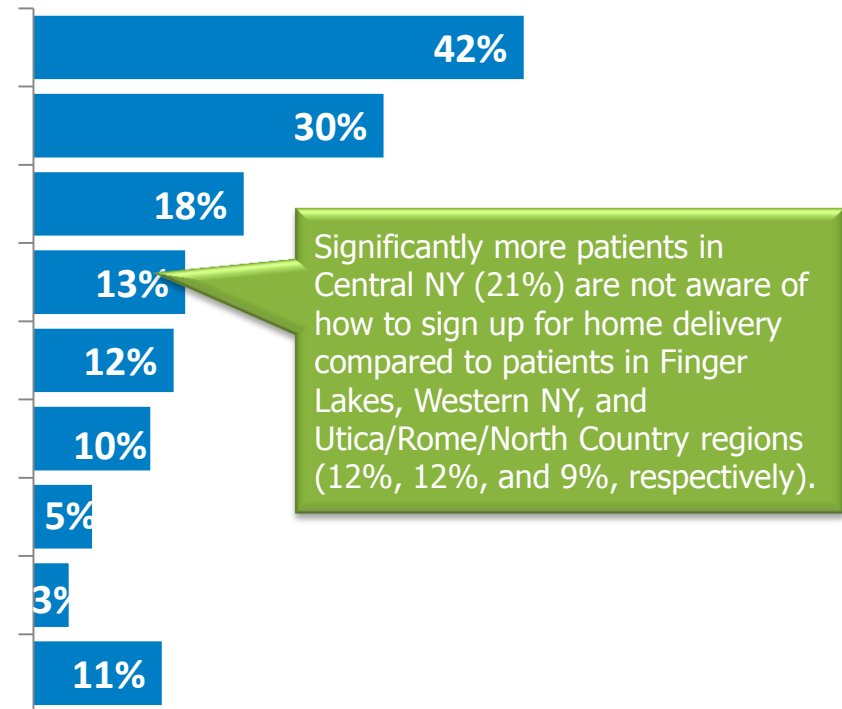 42%
30%
18%
13%
Significantly more patients in
Central NY (21%) are not aware of
how to sign up for home delivery
compared to patients in Finger
Lakes, Western NY, and
Utica/Rome/North Country regions
(12%, 12%, and 9%, respectively).
12%
10%
5%
3%
11%